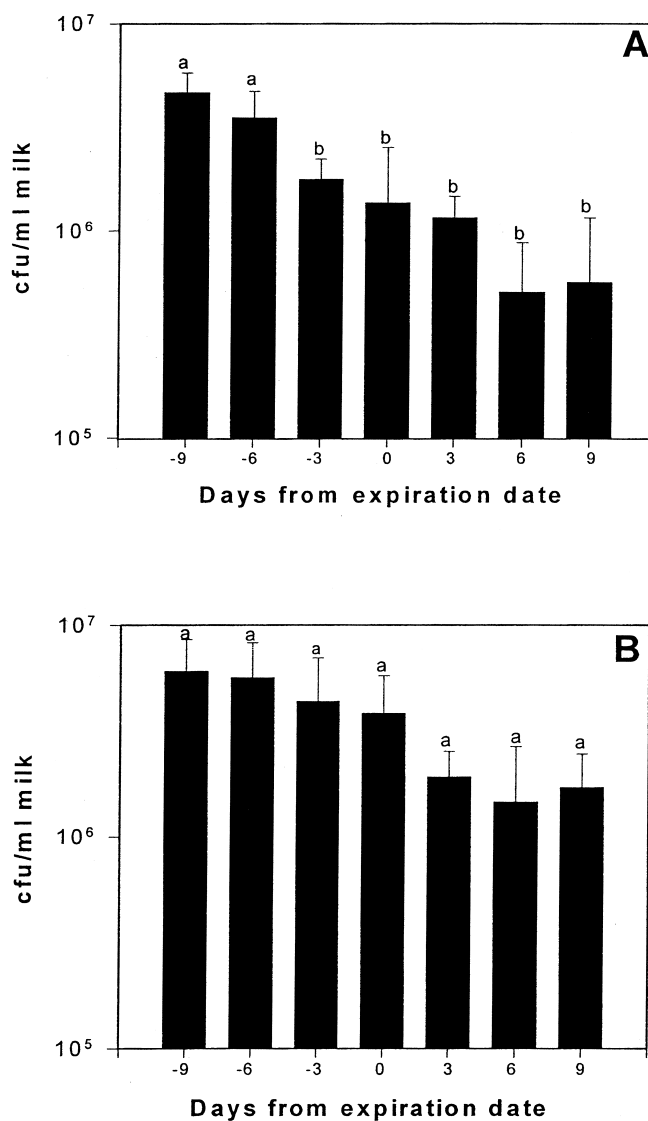 10⁷
A
a a b b b b b
cfu/ml milk
10⁶
10⁵
-9 -6 -3 0 3 6 9
Days from expiration date
10⁷
B
a a a a a a a
cfu/ml milk
10⁶
10⁵
-9 -6 -3 0 3 6 9
Days from expiration date